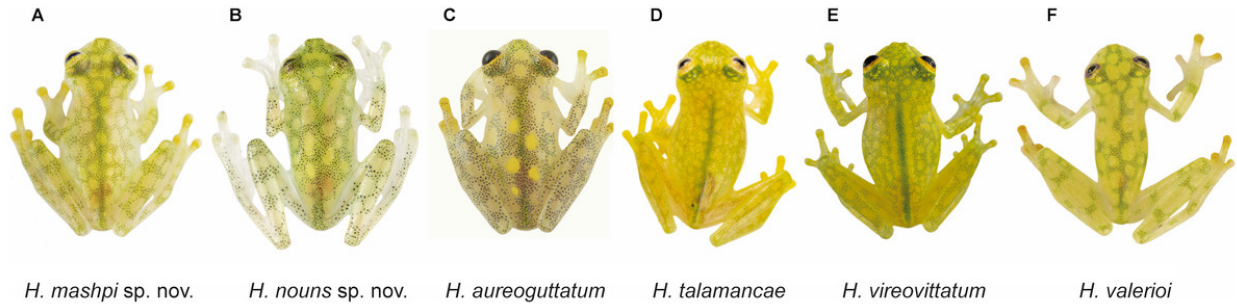 A B C D E F
H. mashpi sp. nov. H. nouns sp. nov. H. aureoguttatum H. talamancae H. vireovittatum H. valerioi